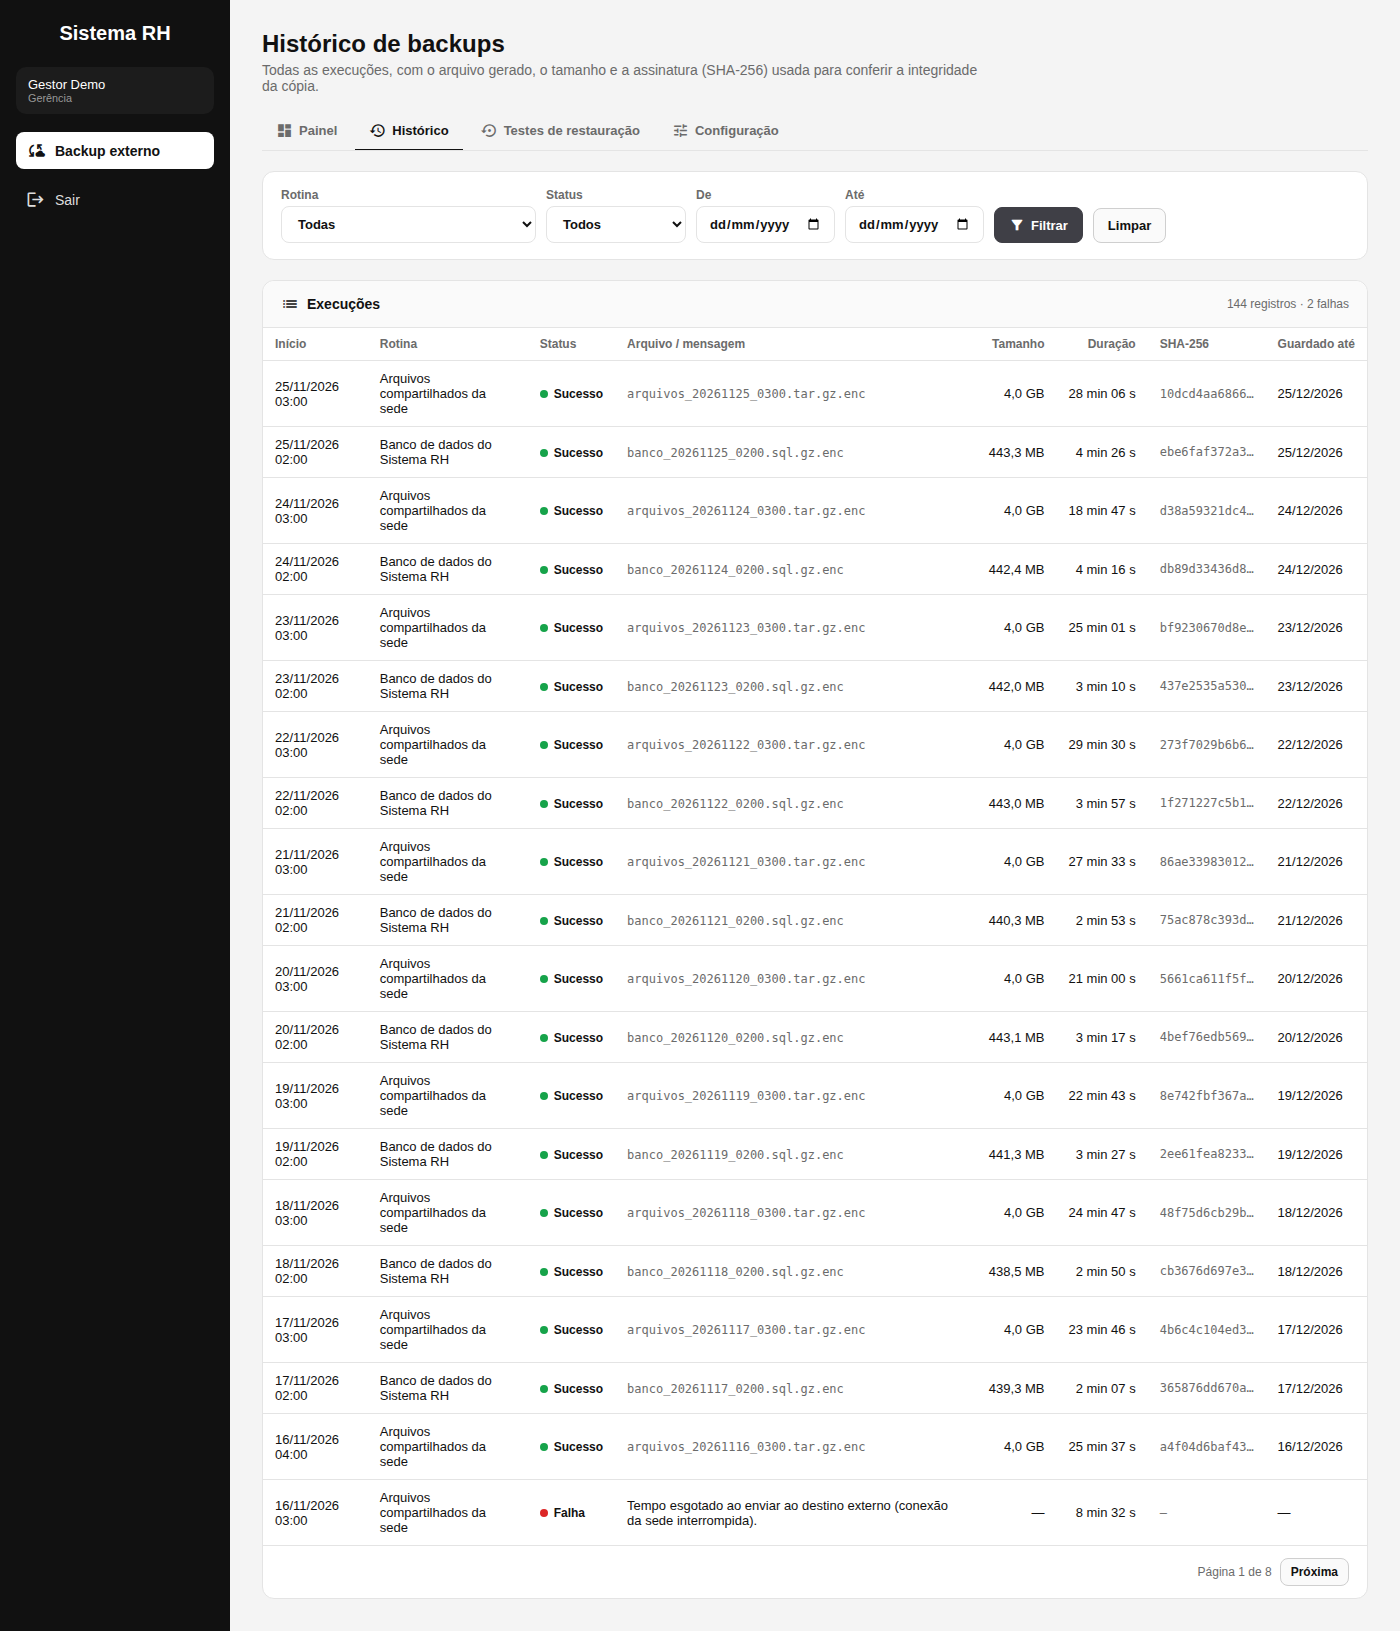 Sistema RH
Gestor Demo
Gerência
Backup externo
Sair
Histórico de backups
Todas as execuções, com o arquivo gerado, o tamanho e a assinatura (SHA-256) usada para conferir a integridade
da cópia.
Painel Histórico Testes de restauração Configuração
Rotina Status De Até
Todas Todos dd/mm/yyyy dd/mm/yyyy Filtrar Limpar
Execuções 144 registros · 2 falhas
Início Rotina Status Arquivo / mensagem Tamanho Duração SHA-256 Guardado até
25/11/2026 03:00 Arquivos compartilhados da sede Sucesso arquivos_20261125_0300.tar.gz.enc 4,0 GB 28 min 06 s 10dcd4aa6866… 25/12/2026
25/11/2026 02:00 Banco de dados do Sistema RH Sucesso banco_20261125_0200.sql.gz.enc 443,3 MB 4 min 26 s ebe6faf372a3… 25/12/2026
24/11/2026 03:00 Arquivos compartilhados da sede Sucesso arquivos_20261124_0300.tar.gz.enc 4,0 GB 18 min 47 s d38a59321dc4… 24/12/2026
24/11/2026 02:00 Banco de dados do Sistema RH Sucesso banco_20261124_0200.sql.gz.enc 442,4 MB 4 min 16 s db89d33436d8… 24/12/2026
23/11/2026 03:00 Arquivos compartilhados da sede Sucesso arquivos_20261123_0300.tar.gz.enc 4,0 GB 25 min 01 s bf9230670d8e… 23/12/2026
23/11/2026 02:00 Banco de dados do Sistema RH Sucesso banco_20261123_0200.sql.gz.enc 442,0 MB 3 min 10 s 437e2535a530… 23/12/2026
22/11/2026 03:00 Arquivos compartilhados da sede Sucesso arquivos_20261122_0300.tar.gz.enc 4,0 GB 29 min 30 s 273f7029b6b6… 22/12/2026
22/11/2026 02:00 Banco de dados do Sistema RH Sucesso banco_20261122_0200.sql.gz.enc 443,0 MB 3 min 57 s 1f271227c5b1… 22/12/2026
21/11/2026 03:00 Arquivos compartilhados da sede Sucesso arquivos_20261121_0300.tar.gz.enc 4,0 GB 27 min 33 s 86ae33983012… 21/12/2026
21/11/2026 02:00 Banco de dados do Sistema RH Sucesso banco_20261121_0200.sql.gz.enc 440,3 MB 2 min 53 s 75ac878c393d… 21/12/2026
20/11/2026 03:00 Arquivos compartilhados da sede Sucesso arquivos_20261120_0300.tar.gz.enc 4,0 GB 21 min 00 s 5661ca611f5f… 20/12/2026
20/11/2026 02:00 Banco de dados do Sistema RH Sucesso banco_20261120_0200.sql.gz.enc 443,1 MB 3 min 17 s 4bef76edb569… 20/12/2026
19/11/2026 03:00 Arquivos compartilhados da sede Sucesso arquivos_20261119_0300.tar.gz.enc 4,0 GB 22 min 43 s 8e742fbf367a… 19/12/2026
19/11/2026 02:00 Banco de dados do Sistema RH Sucesso banco_20261119_0200.sql.gz.enc 441,3 MB 3 min 27 s 2ee61fea8233… 19/12/2026
18/11/2026 03:00 Arquivos compartilhados da sede Sucesso arquivos_20261118_0300.tar.gz.enc 4,0 GB 24 min 47 s 48f75d6cb29b… 18/12/2026
18/11/2026 02:00 Banco de dados do Sistema RH Sucesso banco_20261118_0200.sql.gz.enc 438,5 MB 2 min 50 s cb3676d697e3… 18/12/2026
17/11/2026 03:00 Arquivos compartilhados da sede Sucesso arquivos_20261117_0300.tar.gz.enc 4,0 GB 23 min 46 s 4b6c4c104ed3… 17/12/2026
17/11/2026 02:00 Banco de dados do Sistema RH Sucesso banco_20261117_0200.sql.gz.enc 439,3 MB 2 min 07 s 365876dd670a… 17/12/2026
16/11/2026 04:00 Arquivos compartilhados da sede Sucesso arquivos_20261116_0300.tar.gz.enc 4,0 GB 25 min 37 s a4f04d6baf43… 16/12/2026
16/11/2026 03:00 Arquivos compartilhados da sede Falha Tempo esgotado ao enviar ao destino externo (conexão da sede interrompida). — 8 min 32 s – —
Página 1 de 8 Próxima